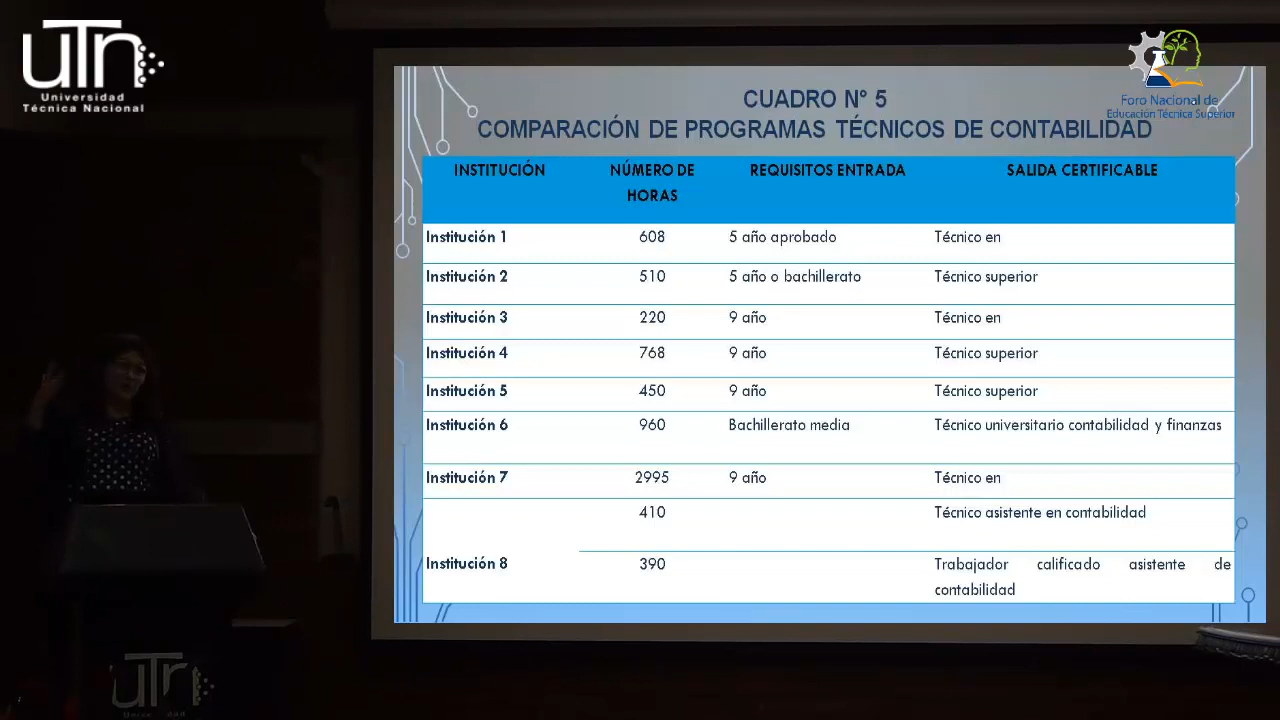 utn
Universidad
Técnica Nacional
Foro Nacional de
Educación Técnica Superior
CUADRO N° 5
COMPARACIÓN DE PROGRAMAS TÉCNICOS DE CONTABILIDAD
INSTITUCIÓN NÚMERO DE HORAS REQUISITOS ENTRADA SALIDA CERTIFICABLE
Institución 1 608 5 año aprobado Técnico en
Institución 2 510 5 año o bachillerato Técnico superior
Institución 3 220 9 año Técnico en
Institución 4 768 9 año Técnico superior
Institución 5 450 9 año Técnico superior
Institución 6 960 Bachillerato media Técnico universitario contabilidad y finanzas
Institución 7 2995 9 año Técnico en
410 Técnico asistente en contabilidad
Institución 8 390 Trabajador calificado asistente de
contabilidad
utn